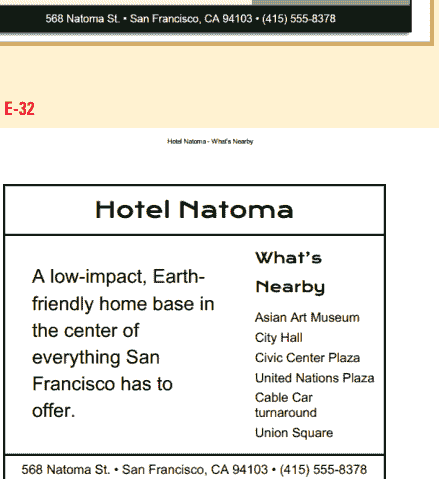 568 Natoma St. • San Francisco, CA 94103 • (415) 555-8378
E-32
Hotel Natoma - What's Nearby
Hotel Natoma
A low-impact, Earth-
friendly home base in
the center of
everything San
Francisco has to
offer.
What's
Nearby
Asian Art Museum
City Hall
Civic Center Plaza
United Nations Plaza
Cable Car
turnaround
Union Square
568 Natoma St. • San Francisco, CA 94103 • (415) 555-8378